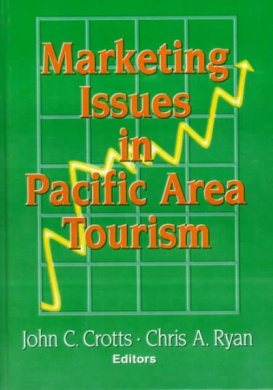 Marketing
Issues
in
Pacific Area
Tourism
John C. Crotts · Chris A. Ryan
Editors